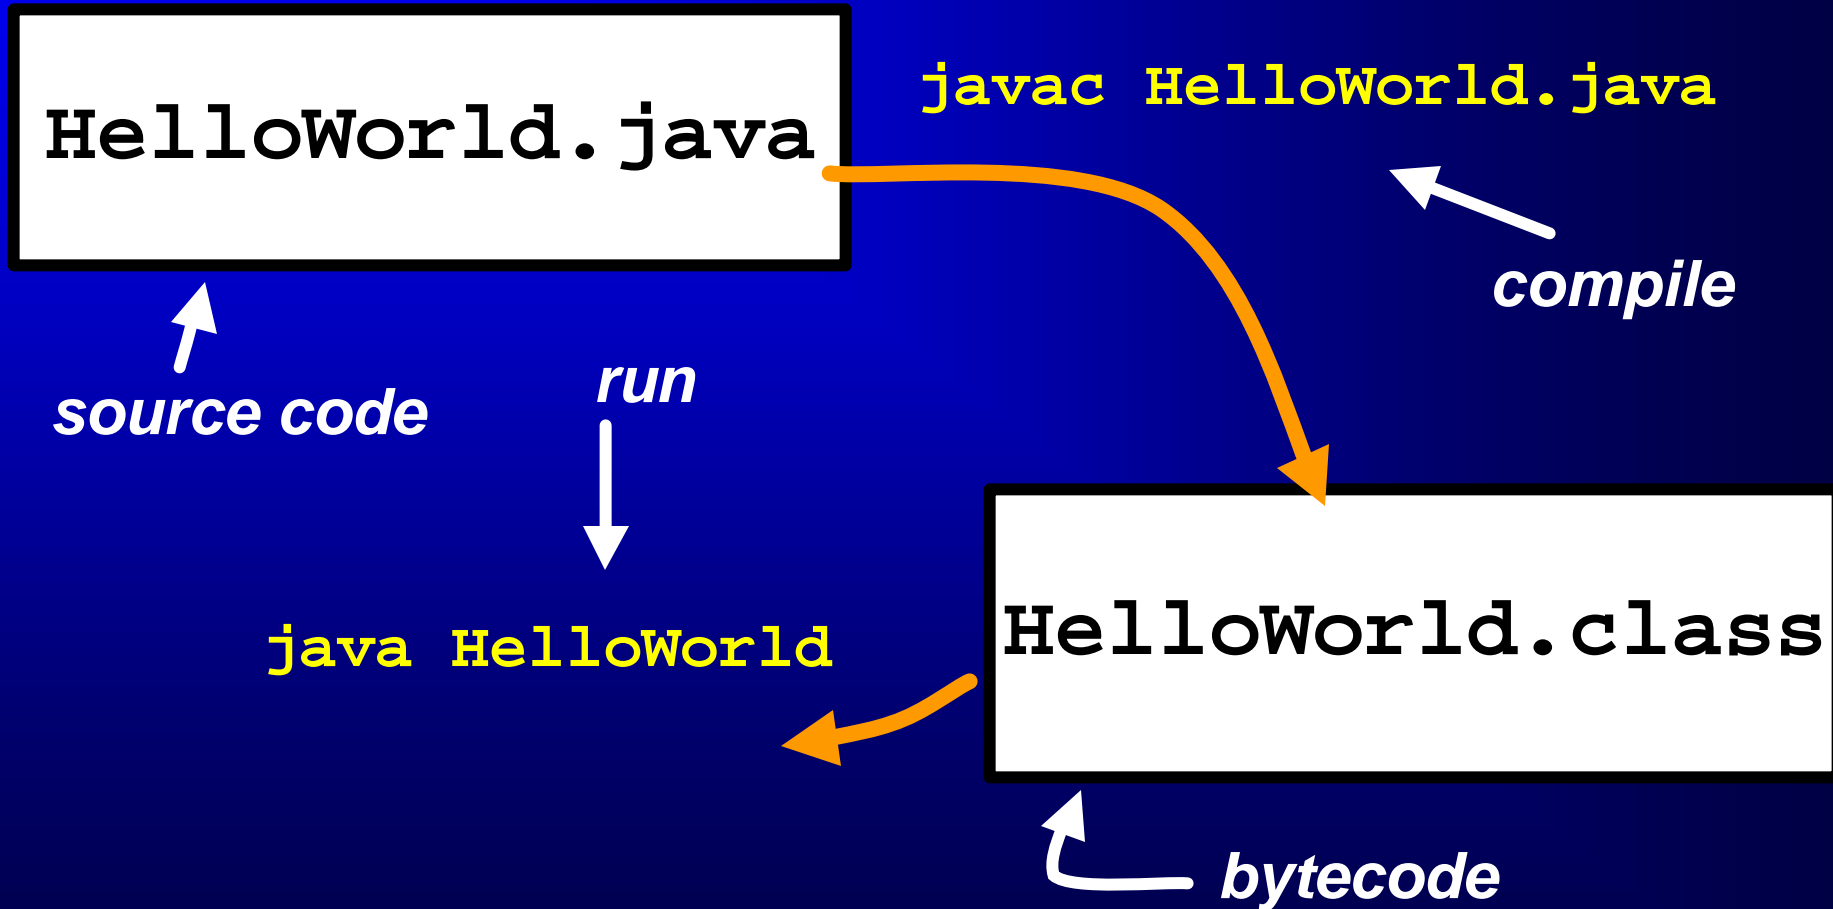 HelloWorld.java
javac HelloWorld.java
compile
source code
run
java HelloWorld
HelloWorld.class
bytecode